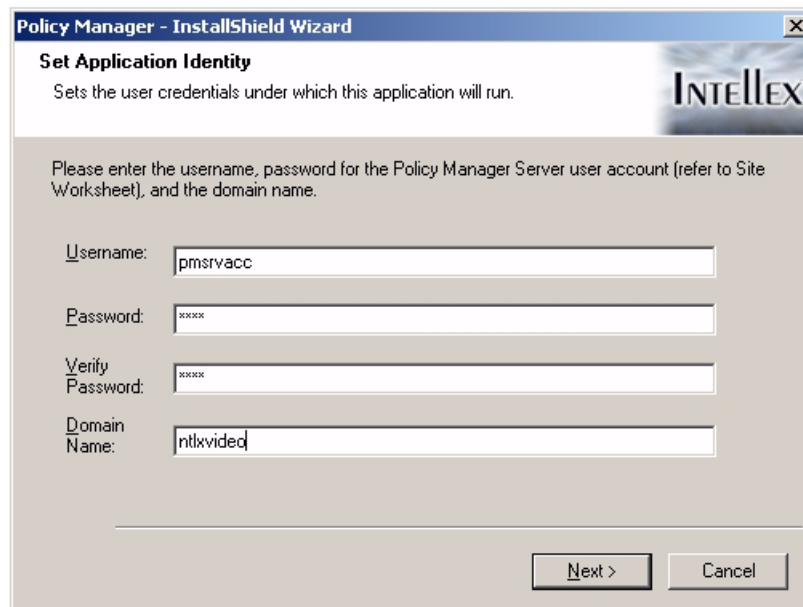 Policy Manager - InstallShield Wizard
Set Application Identity
Sets the user credentials under which this application will run.
INTEllEX
Please enter the username, password for the Policy Manager Server user account (refer to Site
Worksheet), and the domain name.
Username:
pmsrvacc
Password:
****
Verify
Password:
****
Domain
Name:
ntlxvideo
Next >
Cancel